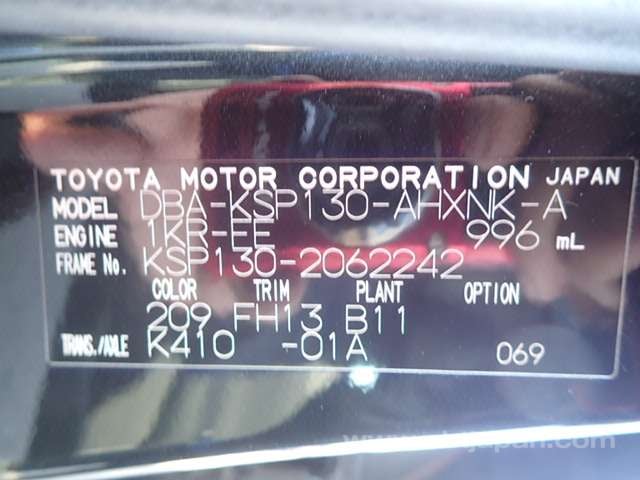 TOYOTA MOTOR CORPORATION JAPAN
MODEL DBA-KSP130-AHXNK-A
ENGINE 1KR-EE 996 mL
FRAME No. KSP130-2062242
COLOR TRIM PLANT OPTION
209 FH13 B11
TRANS./AXLE K410 -01A 069